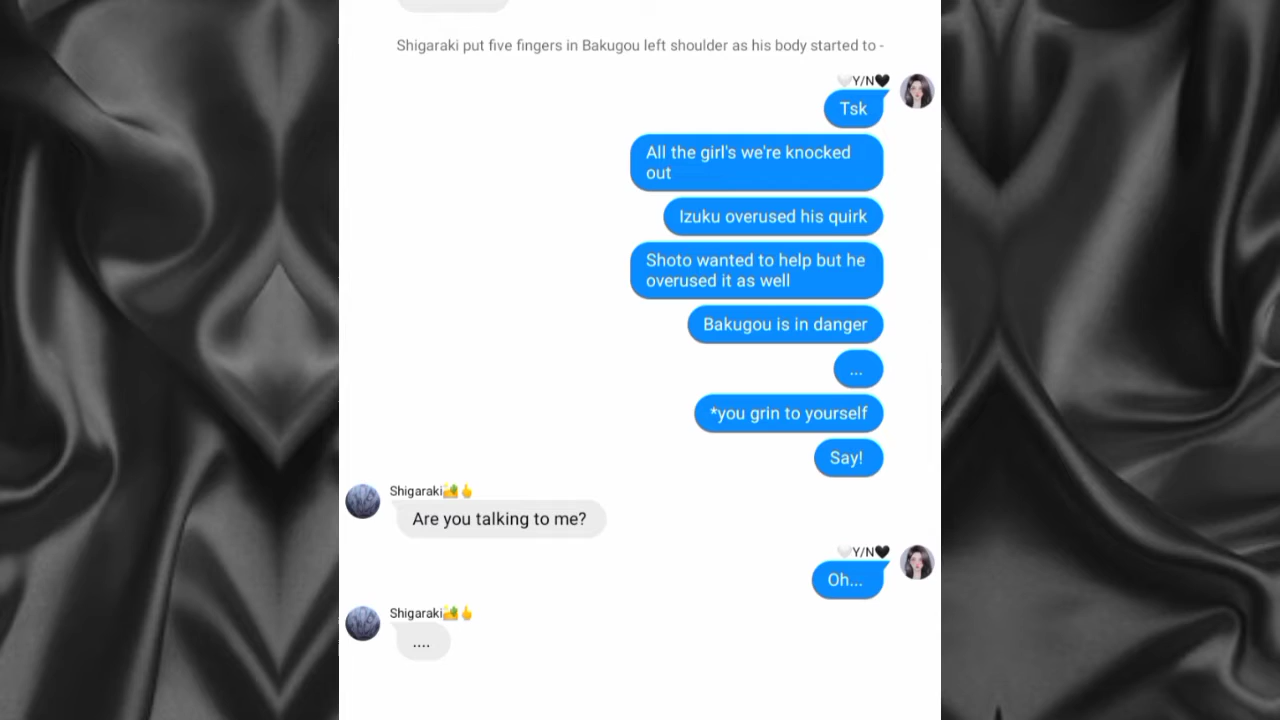 Shigaraki put five fingers in Bakugou left shoulder as his body started to -
🤍Y/N🖤
Tsk
All the girl's we're knocked
out
Izuku overused his quirk
Shoto wanted to help but he
overused it as well
Bakugou is in danger
...
*you grin to yourself
Say!
Shigaraki
Are you talking to me?
🤍Y/N🖤
Oh...
Shigaraki
....